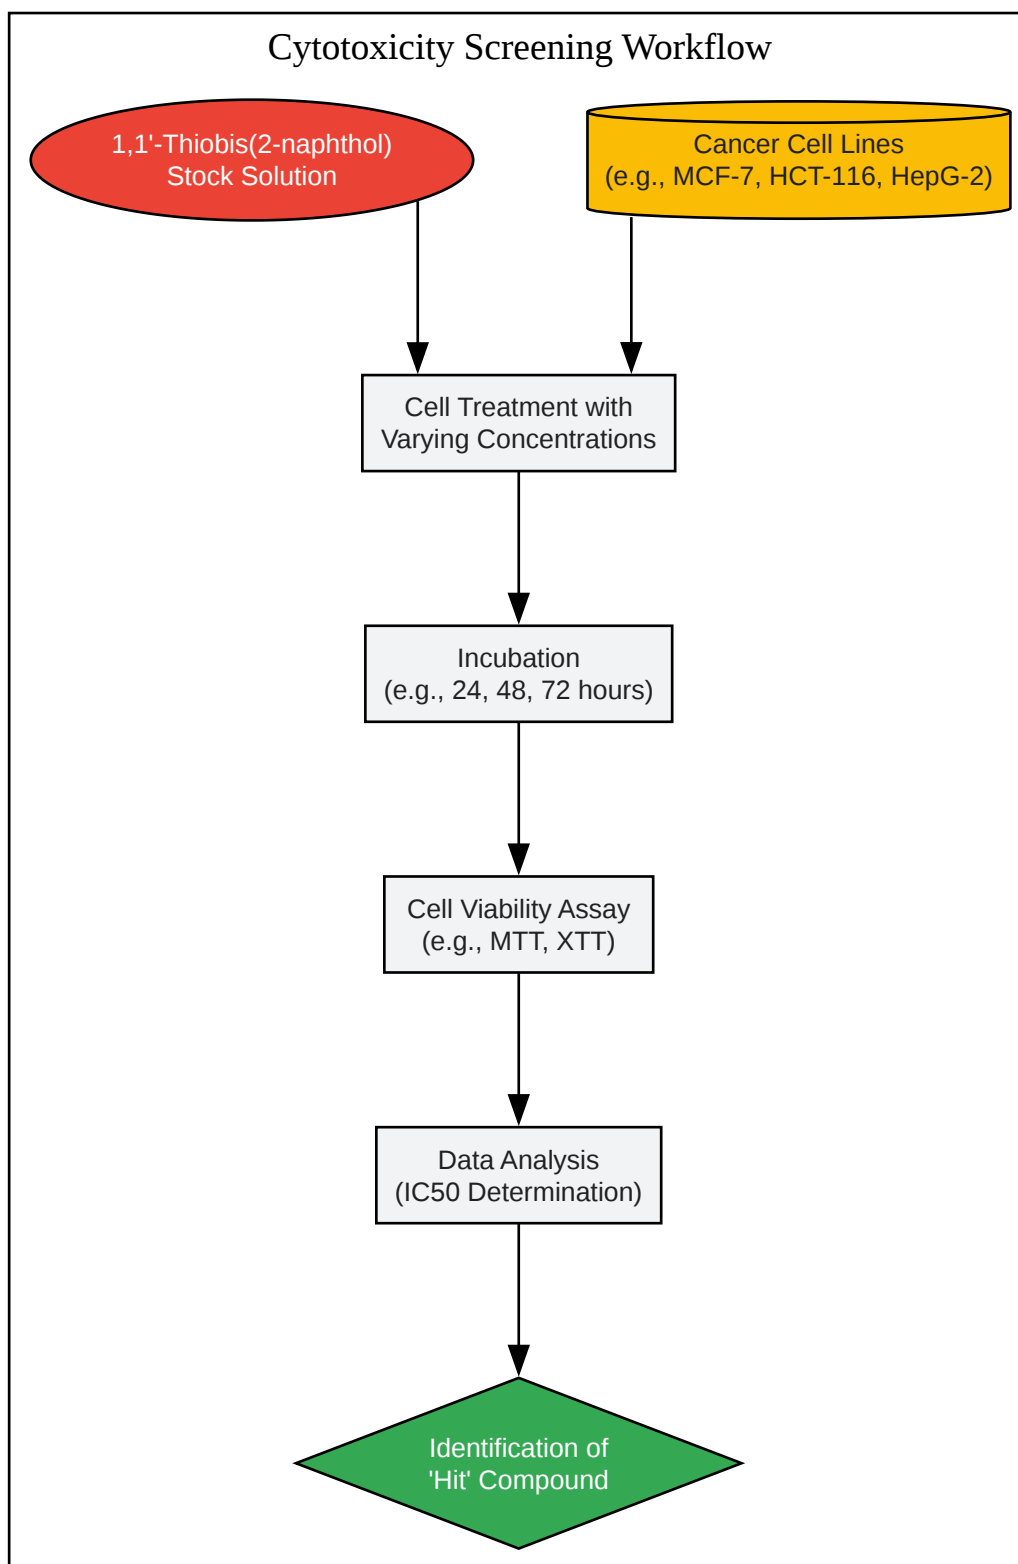 Cytotoxicity Screening Workflow
1,1'-Thiobis(2-naphthol)
Stock Solution
Cancer Cell Lines
(e.g., MCF-7, HCT-116, HepG-2)
Cell Treatment with
Varying Concentrations
Incubation
(e.g., 24, 48, 72 hours)
Cell Viability Assay
(e.g., MTT, XTT)
Data Analysis
(IC50 Determination)
Identification of
'Hit' Compound